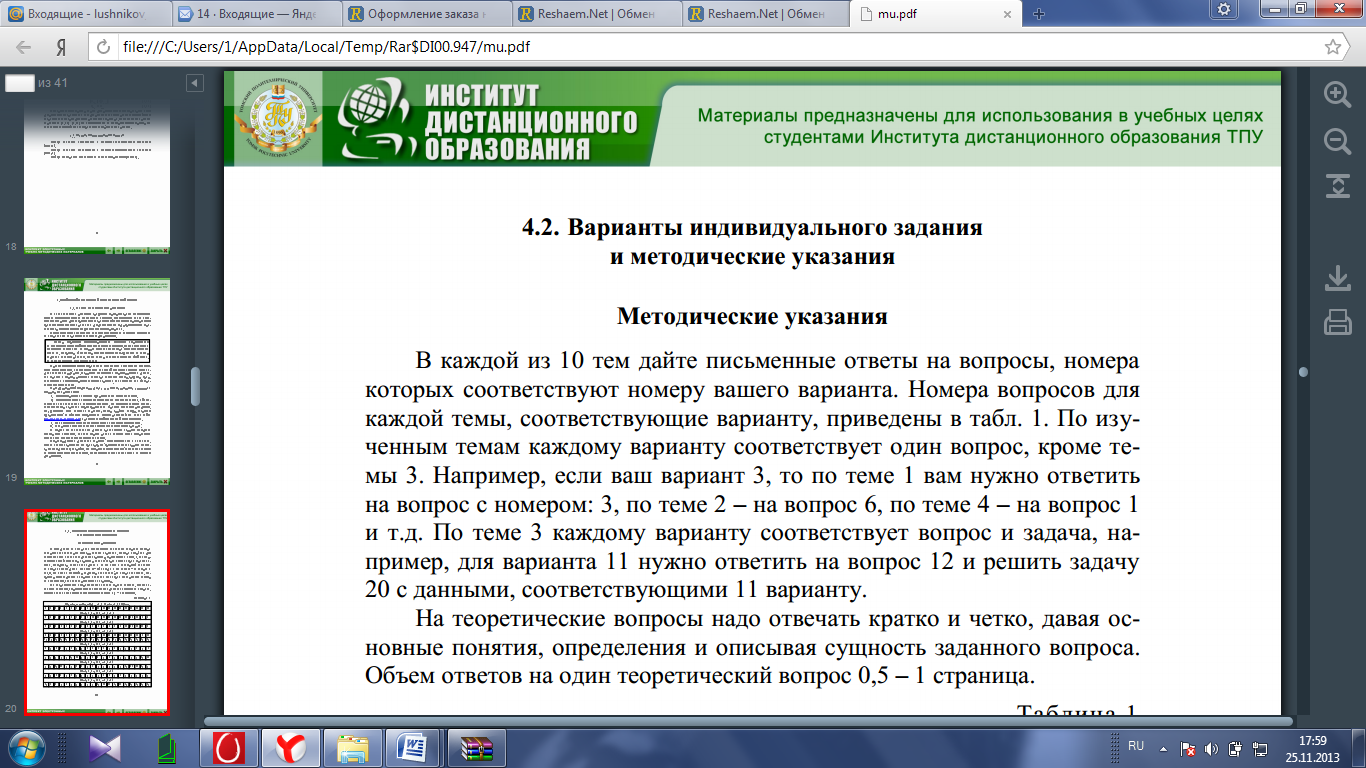 Входящие - lushnikov
14 · Входящие — Янде
Оформление заказа
Reshaem.Net | Обмен
Reshaem.Net | Обмен
mu.pdf
file:///C:/Users/1/AppData/Local/Temp/Rar$DI00.947/mu.pdf
из 41
18
19
20
ИНСТИТУТ
ДИСТАНЦИОННОГО
ОБРАЗОВАНИЯ
Материалы предназначены для использования в учебных целях
студентами Института дистанционного образования ТПУ
4.2. Варианты индивидуального задания
и методические указания
Методические указания
В каждой из 10 тем дайте письменные ответы на вопросы, номера
которых соответствуют номеру вашего варианта. Номера вопросов для
каждой темы, соответствующие варианту, приведены в табл. 1. По изу-
ченным темам каждому варианту соответствует один вопрос, кроме те-
мы 3. Например, если ваш вариант 3, то по теме 1 вам нужно ответить
на вопрос с номером: 3, по теме 2 – на вопрос 6, по теме 4 – на вопрос 1
и т.д. По теме 3 каждому варианту соответствует вопрос и задача, на-
пример, для варианта 11 нужно ответить на вопрос 12 и решить задачу
20 с данными, соответствующими 11 варианту.
На теоретические вопросы надо отвечать кратко и четко, давая ос-
новные понятия, определения и описывая сущность заданного вопроса.
Объем ответов на один теоретический вопрос 0,5 – 1 страница.
Таблица 1
RU
17:59
25.11.2013